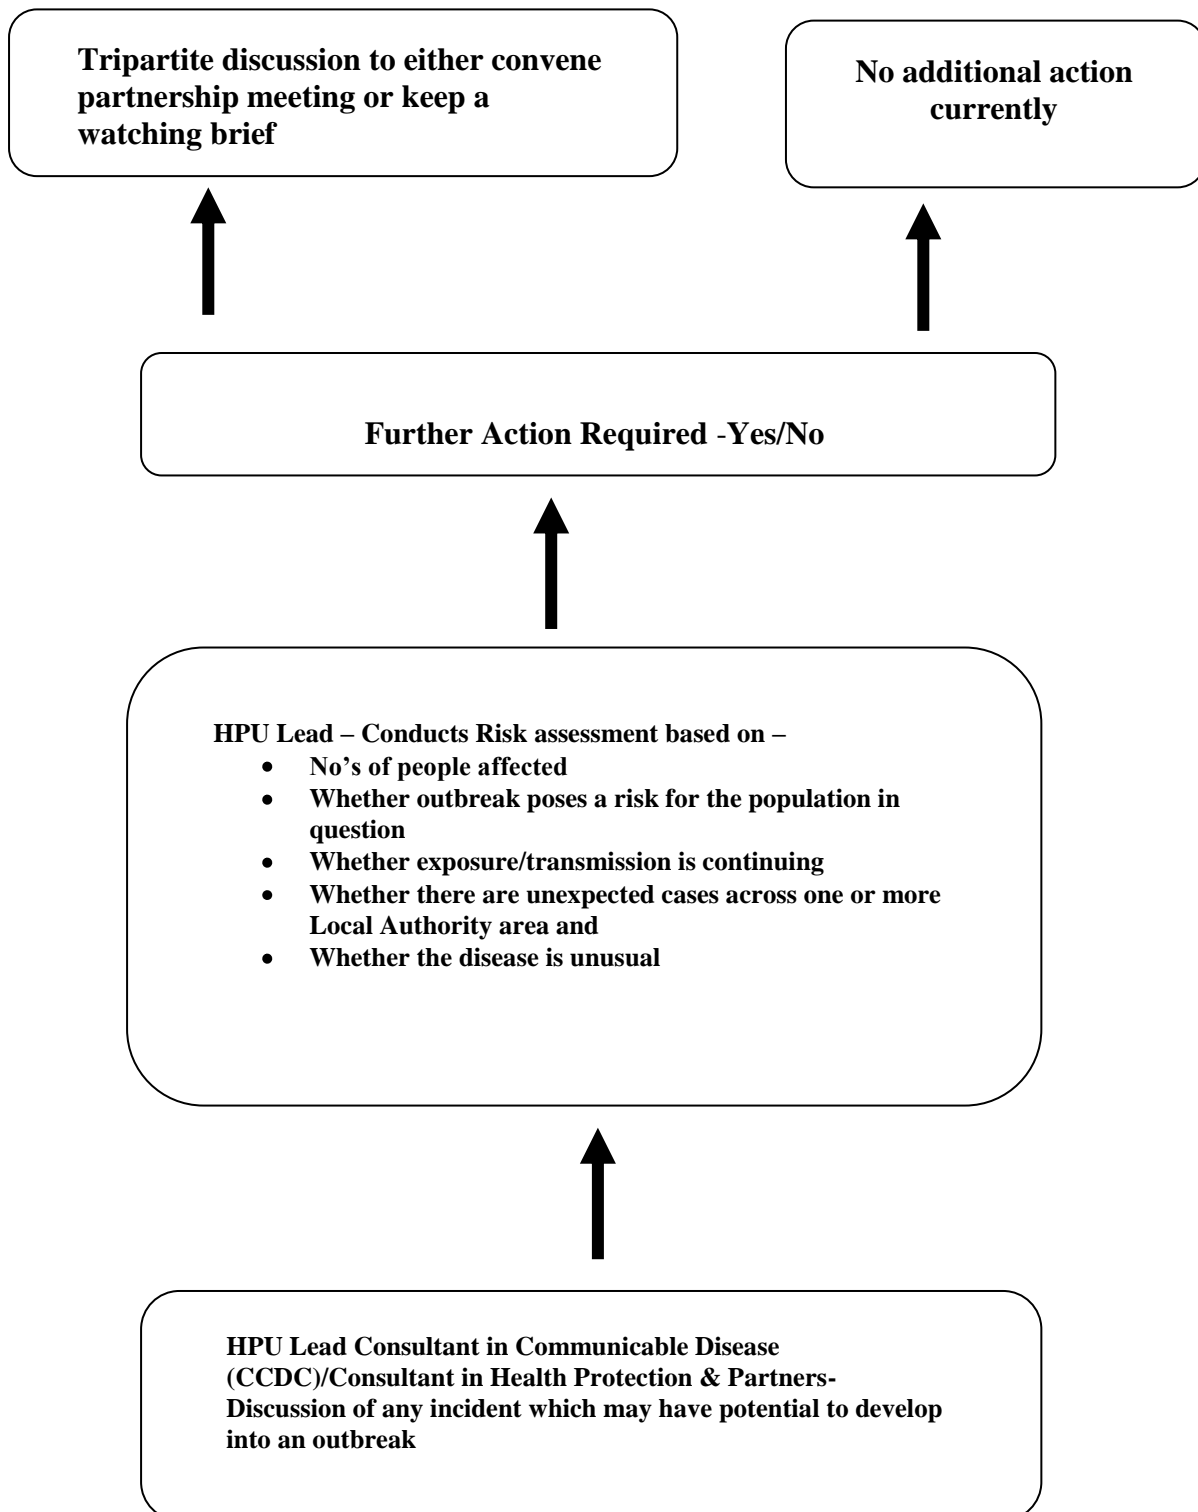 Tripartite discussion to either convene
partnership meeting or keep a
watching brief
No additional action
currently
Further Action Required -Yes/No
HPU Lead – Conducts Risk assessment based on –
• No’s of people affected
• Whether outbreak poses a risk for the population in
question
• Whether exposure/transmission is continuing
• Whether there are unexpected cases across one or more
Local Authority area and
• Whether the disease is unusual
HPU Lead Consultant in Communicable Disease
(CCDC)/Consultant in Health Protection & Partners-
Discussion of any incident which may have potential to develop
into an outbreak